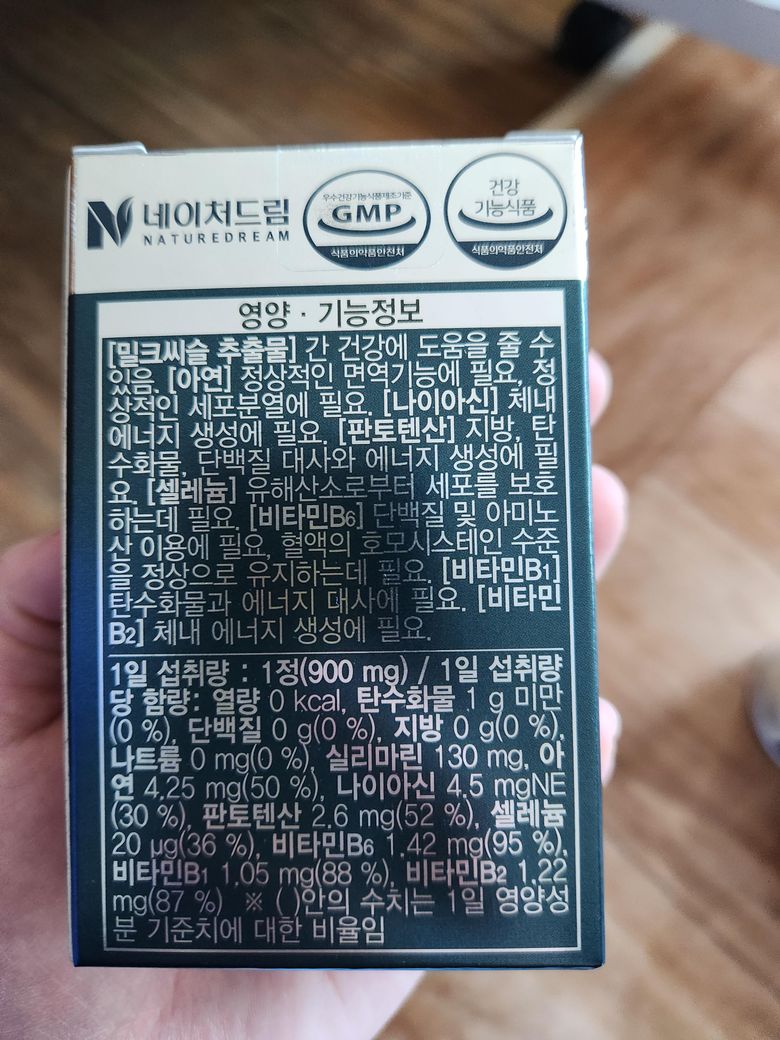 네이처드림
NATUREDREAM
우수건강기능식품제조기준
GMP
식품의약품안전처
건강
기능식품
식품의약품안전처
영양 · 기능정보
[밀크씨슬 추출물] 간 건강에 도움을 줄 수
있음. [아연] 정상적인 면역기능에 필요, 정
상적인 세포분열에 필요. [나이아신] 체내
에너지 생성에 필요. [판토텐산] 지방, 탄
수화물, 단백질 대사와 에너지 생성에 필
요. [셀레늄] 유해산소로부터 세포를 보호
하는데 필요. [비타민B6] 단백질 및 아미노
산 이용에 필요, 혈액의 호모시스테인 수준
을 정상으로 유지하는데 필요. [비타민B1]
탄수화물과 에너지 대사에 필요. [비타민
B2] 체내 에너지 생성에 필요.
1일 섭취량 : 1정(900 mg) / 1일 섭취량
당 함량: 열량 0 kcal, 탄수화물 1 g 미만
(0 %), 단백질 0 g(0 %), 지방 0 g(0 %),
나트륨 0 mg(0 %), 실리마린 130 mg, 아
연 4.25 mg(50 %), 나이아신 4.5 mgNE
(30 %), 판토텐산 2.6 mg(52 %), 셀레늄
20 μg(36 %), 비타민B6 1.42 mg(95 %),
비타민B1 1.05 mg(88 %), 비타민B2 1.22
mg(87 %) ※ ( )안의 수치는 1일 영양성
분 기준치에 대한 비율임